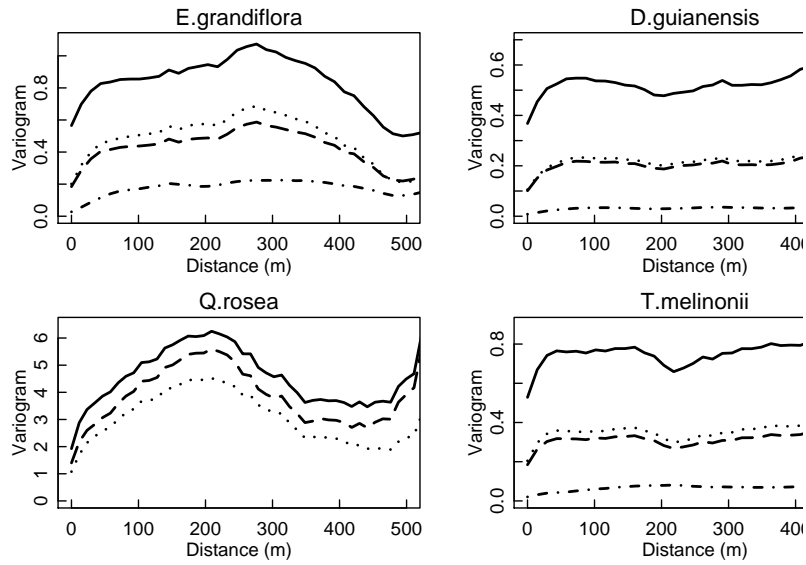 E.grandiflora
Variogram
0.0 0.4 0.8
0 100 200 300 400 500
Distance (m)
D.guianensis
Variogram
0.0 0.2 0.4 0.6
0 100 200 300 400
Distance (m)
Q.rosea
Variogram
0 1 2 3 4 5 6
0 100 200 300 400 500
Distance (m)
T.melinonii
Variogram
0.0 0.4 0.8
0 100 200 300
Distance (m)